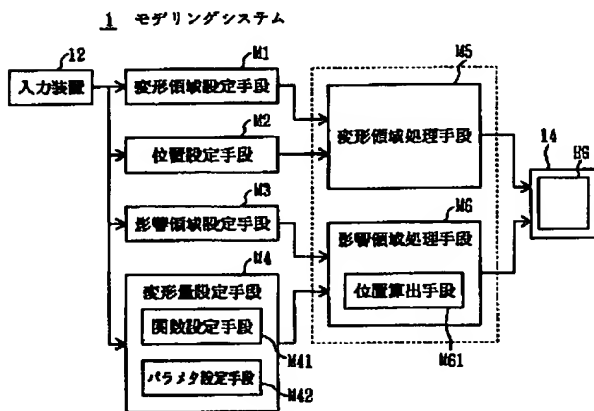 1 モデリングシステム
12
入力装置
M1
変形領域設定手段
M2
位置設定手段
M3
影響領域設定手段
M4
変形量設定手段
関数設定手段
M41
パラメタ設定手段
M42
M5
変形領域処理手段
M6
影響領域処理手段
位置算出手段
M61
14
HG